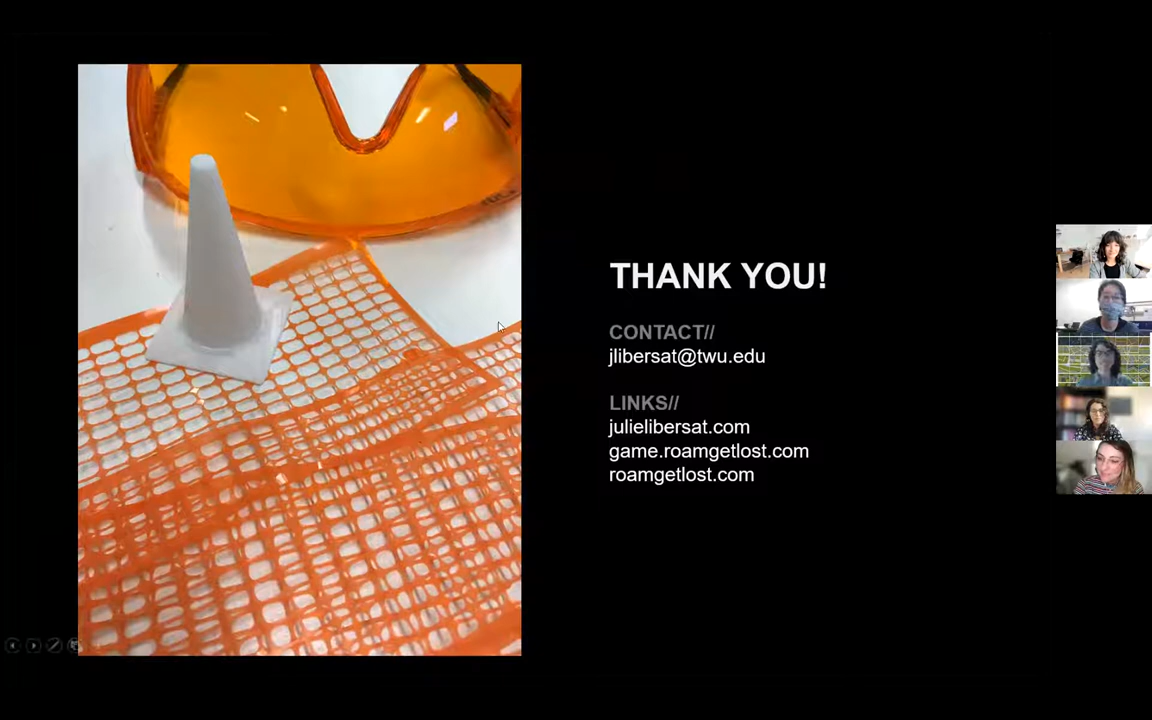 THANK YOU!
CONTACT//
jlibersat@twu.edu
LINKS//
julielibersat.com
game.roamgetlost.com
roamgetlost.com